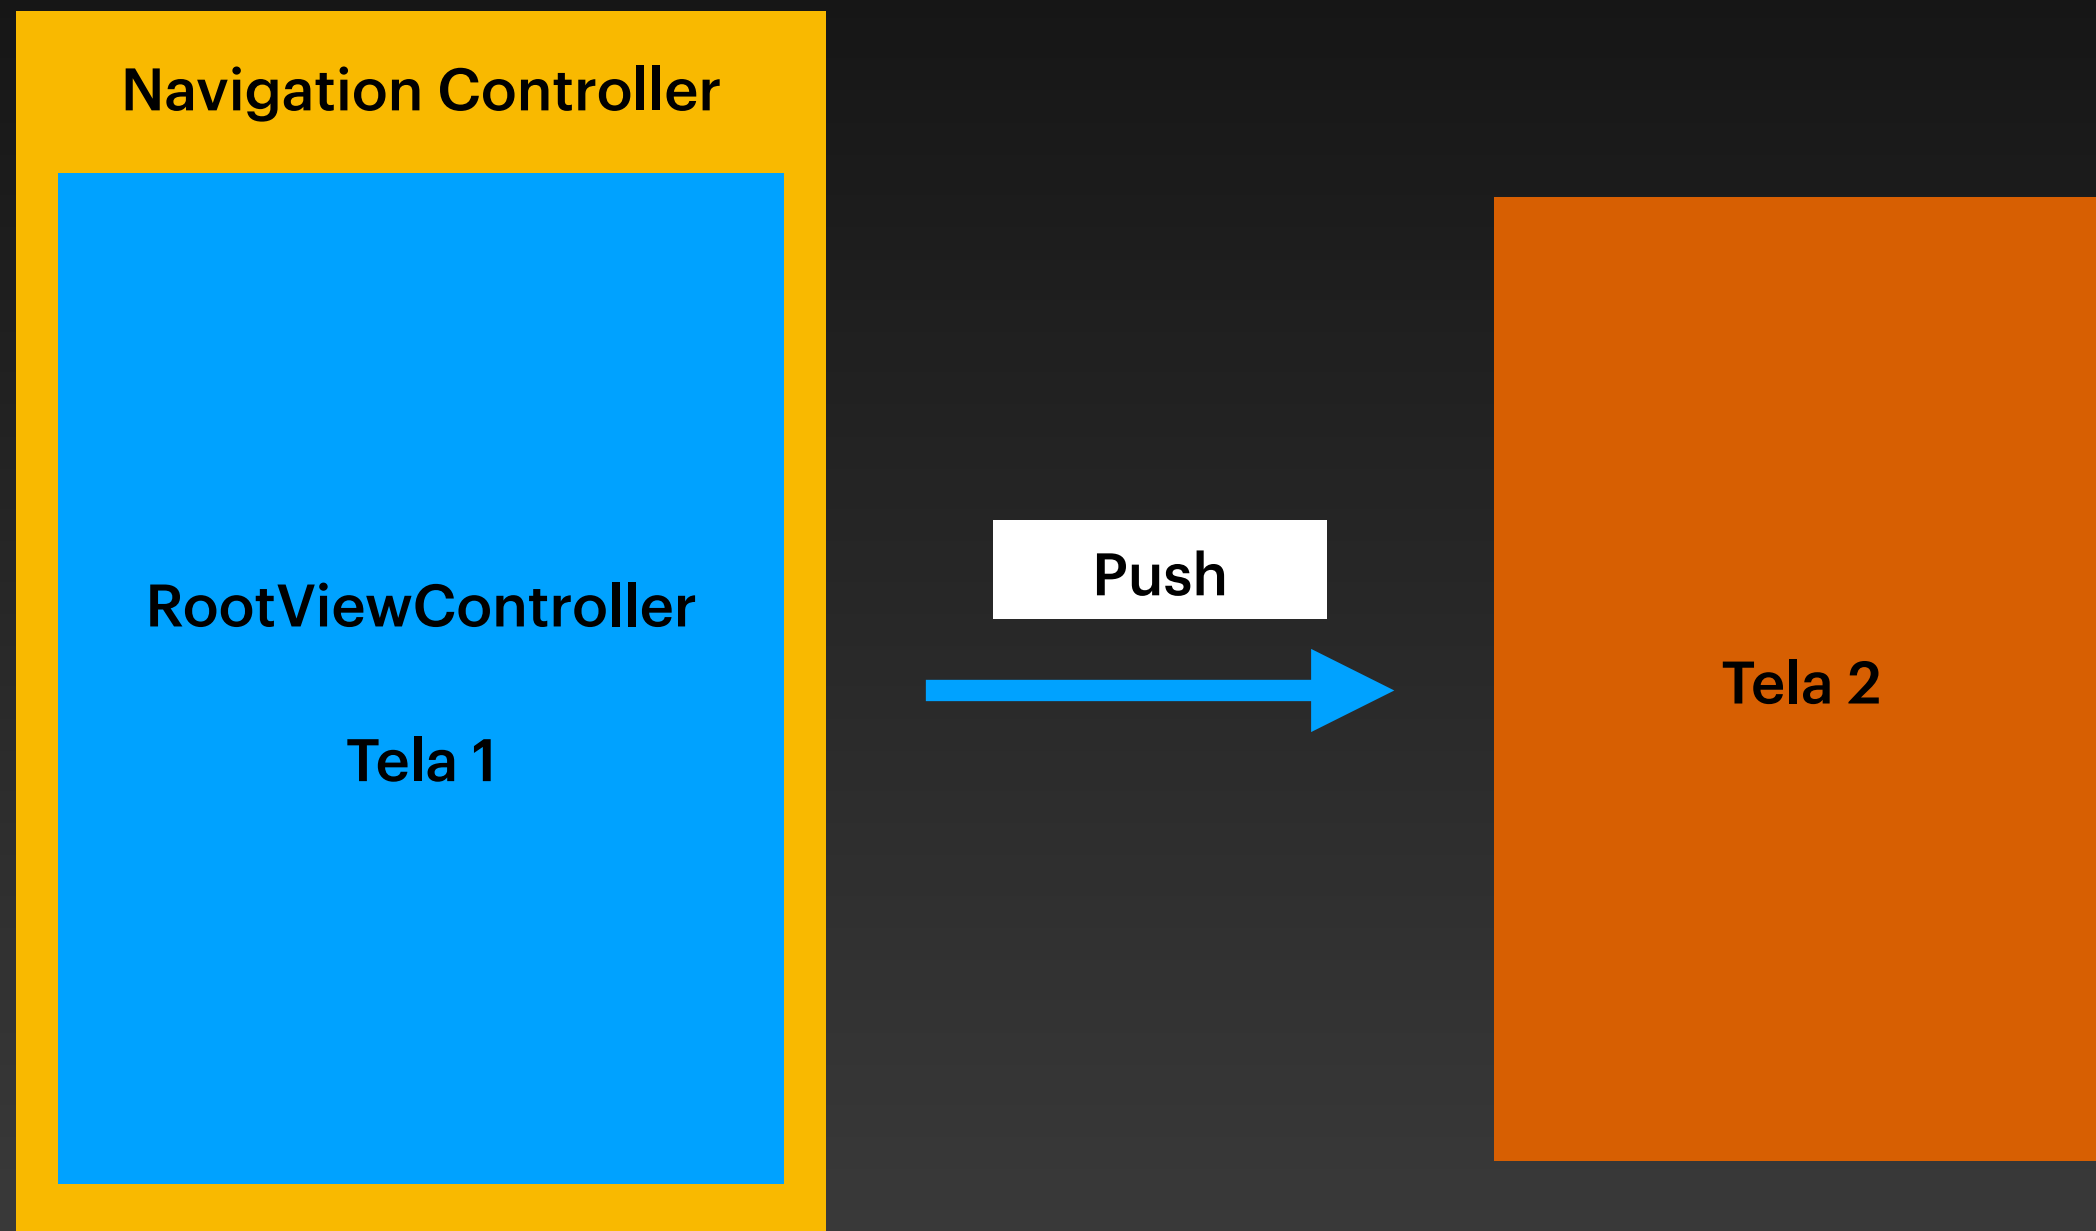 Navigation Controller
RootViewController
Tela 1
Push
Tela 2